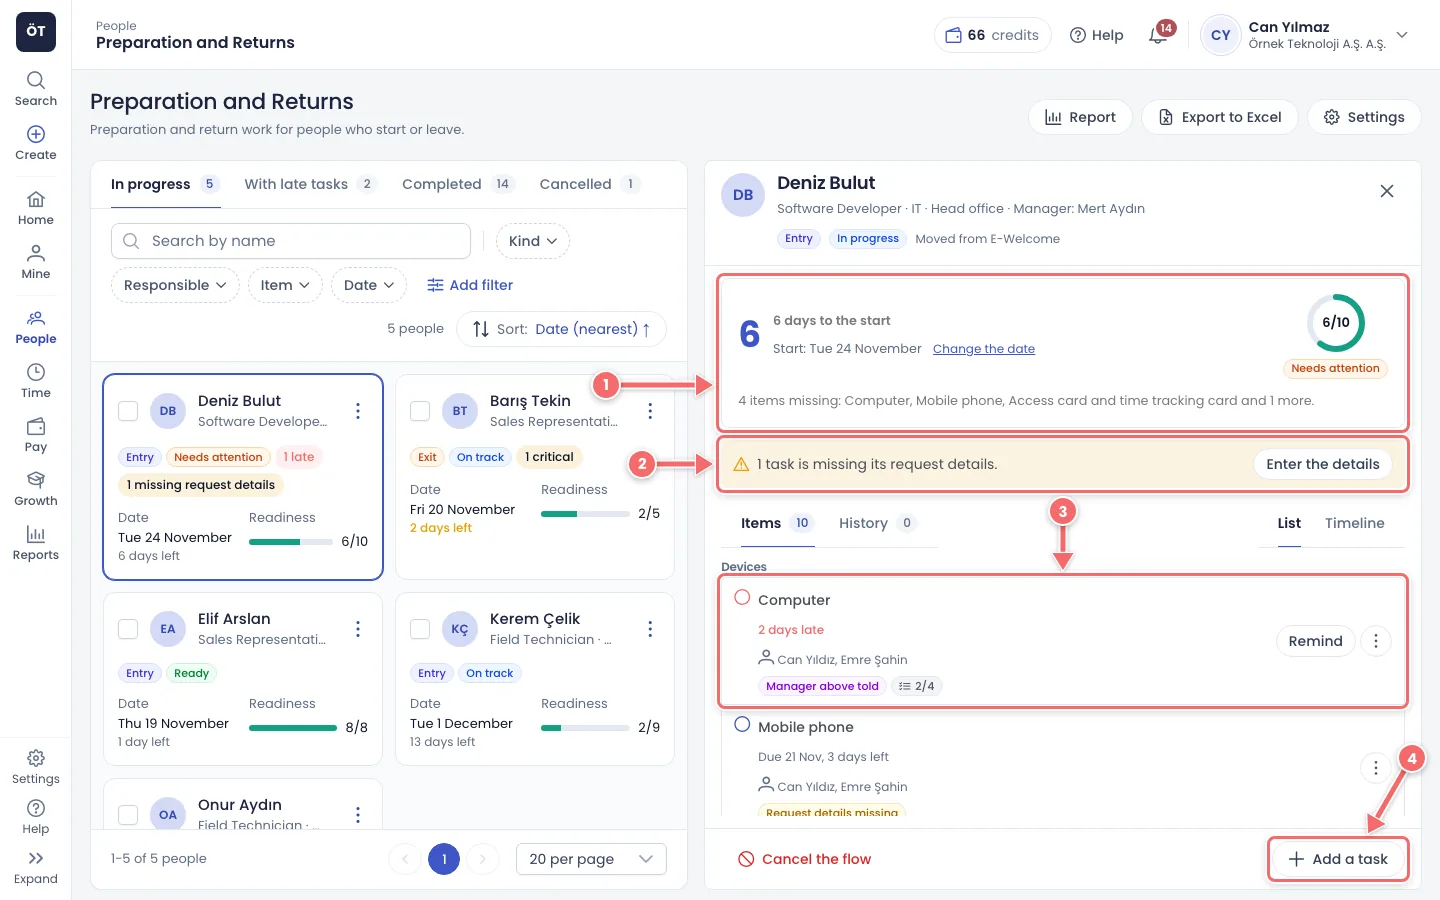 ÖT
Search
Create
Home
Mine
People
Time
Pay
Growth
Reports
Settings
Help
Expand
People
Preparation and Returns
66 credits
Help
14
CY
Can Yılmaz
Örnek Teknoloji A.Ş. A.Ş.
Preparation and Returns
Preparation and return work for people who start or leave.
Report
Export to Excel
Settings
In progress 5
With late tasks 2
Completed 14
Cancelled 1
Search by name
Kind
Responsible
Item
Date
Add filter
5 people
Sort: Date (nearest) ↑
DB
Deniz Bulut
Software Develope...
Entry
Needs attention
1 late
1 missing request details
Date
Readiness
Tue 24 November
6/10
6 days left
BT
Barış Tekin
Sales Representati...
Exit
On track
1 critical
Date
Readiness
Fri 20 November
2/5
2 days left
EA
Elif Arslan
Sales Representati...
Entry
Ready
Date
Readiness
Thu 19 November
8/8
1 day left
KÇ
Kerem Çelik
Field Technician · ...
Entry
On track
Date
Readiness
Tue 1 December
2/9
13 days left
OA
Onur Aydın
Field Technician · ...
1-5 of 5 people
1
20 per page
DB
Deniz Bulut
Software Developer · IT · Head office · Manager: Mert Aydın
Entry
In progress
Moved from E-Welcome
1
6
6 days to the start
Start: Tue 24 November
Change the date
6/10
Needs attention
4 items missing: Computer, Mobile phone, Access card and time tracking card and 1 more.
2
1 task is missing its request details.
Enter the details
3
Items 10
History 0
List
Timeline
Devices
Computer
2 days late
Can Yıldız, Emre Şahin
Manager above told
2/4
Remind
Mobile phone
Due 21 Nov, 3 days left
Can Yıldız, Emre Şahin
Request details missing
4
Cancel the flow
Add a task